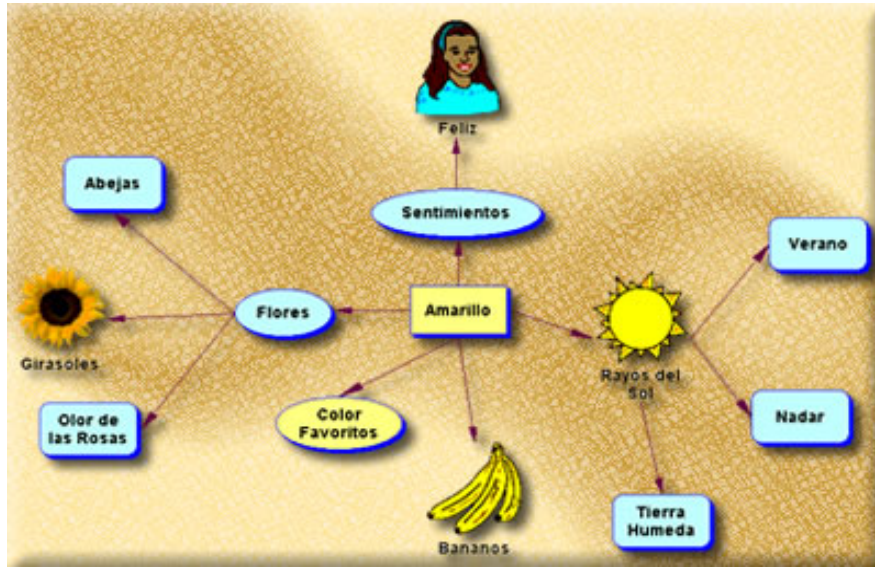 Feliz
Abejas
Sentimientos
Verano
Flores
Amarillo
Girasoles
Rayos del
Sol
Color
Favoritos
Olor de
las Rosas
Nadar
Tierra
Humeda
Bananos